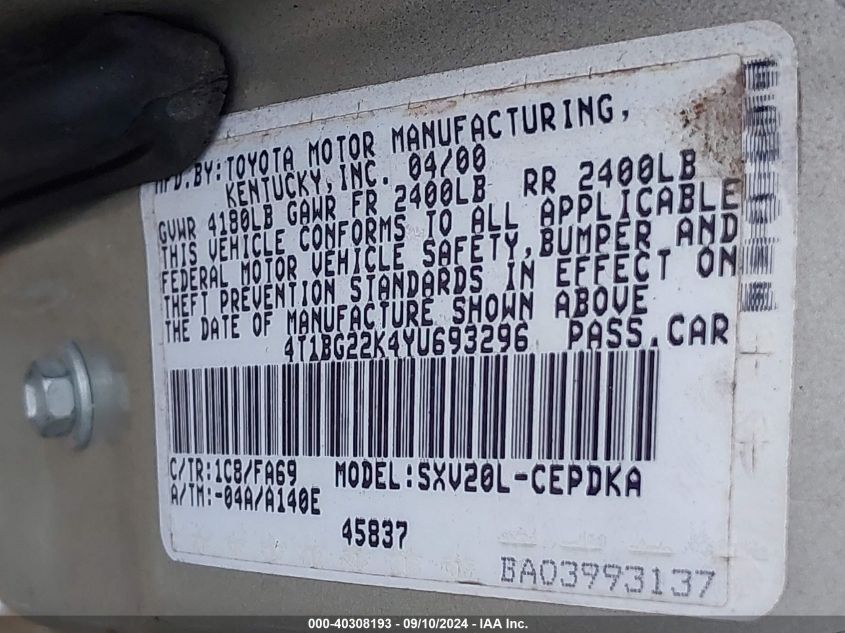 MFD.BY:TOYOTA MOTOR MANUFACTURING,
KENTUCKY,INC. 04/00
GVWR 4180LB GAWR FR 2400LB RR 2400LB
THIS VEHICLE CONFORMS TO ALL APPLICABLE
FEDERAL MOTOR VEHICLE SAFETY,BUMPER AND
THEFT PREVENTION STANDARDS IN EFFECT ON
THE DATE OF MANUFACTURE SHOWN ABOVE
4T1BG22K4YU693296 PASS.CAR
C/TR:1C8/FA69 MODEL:SXV20L-CEPDKA
A/TM:-04A/A140E
45837
BA03993137
000-40308193 - 09/10/2024 - IAA Inc.